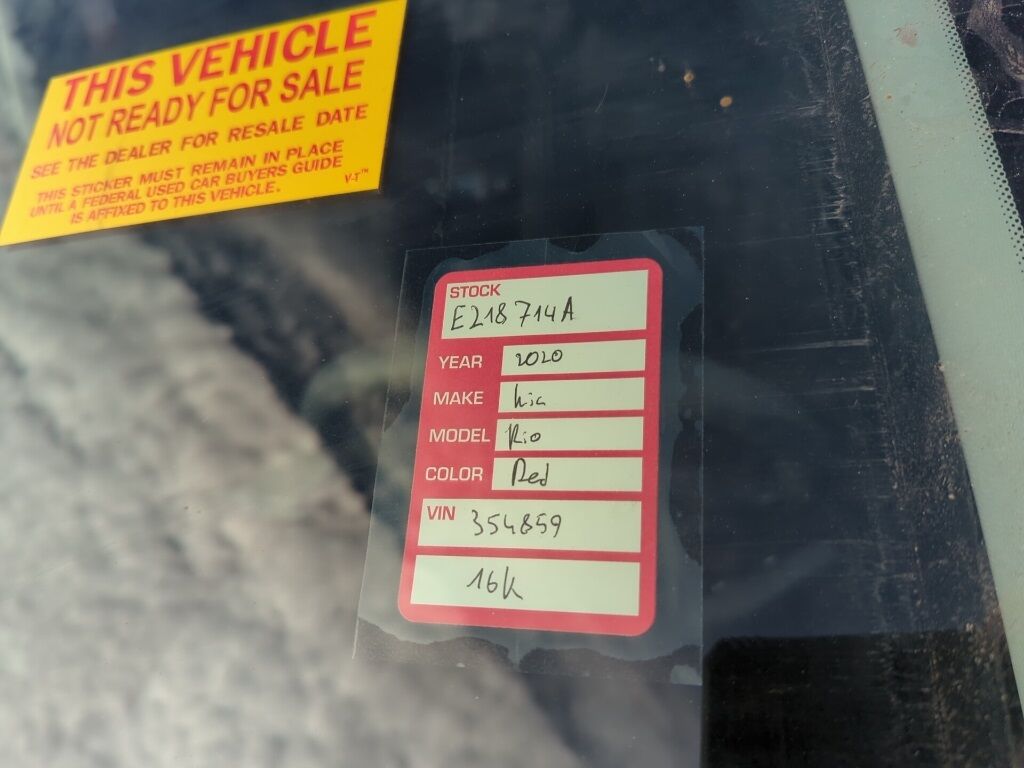 THIS VEHICLE
NOT READY FOR SALE
SEE THE DEALER FOR RESALE DATE
THIS STICKER MUST REMAIN IN PLACE
UNTIL A FEDERAL USED CAR BUYERS GUIDE
IS AFFIXED TO THIS VEHICLE.
V-T™
STOCK
E218714A
YEAR 2020
MAKE kia
MODEL Rio
COLOR Red
VIN 354859
16k